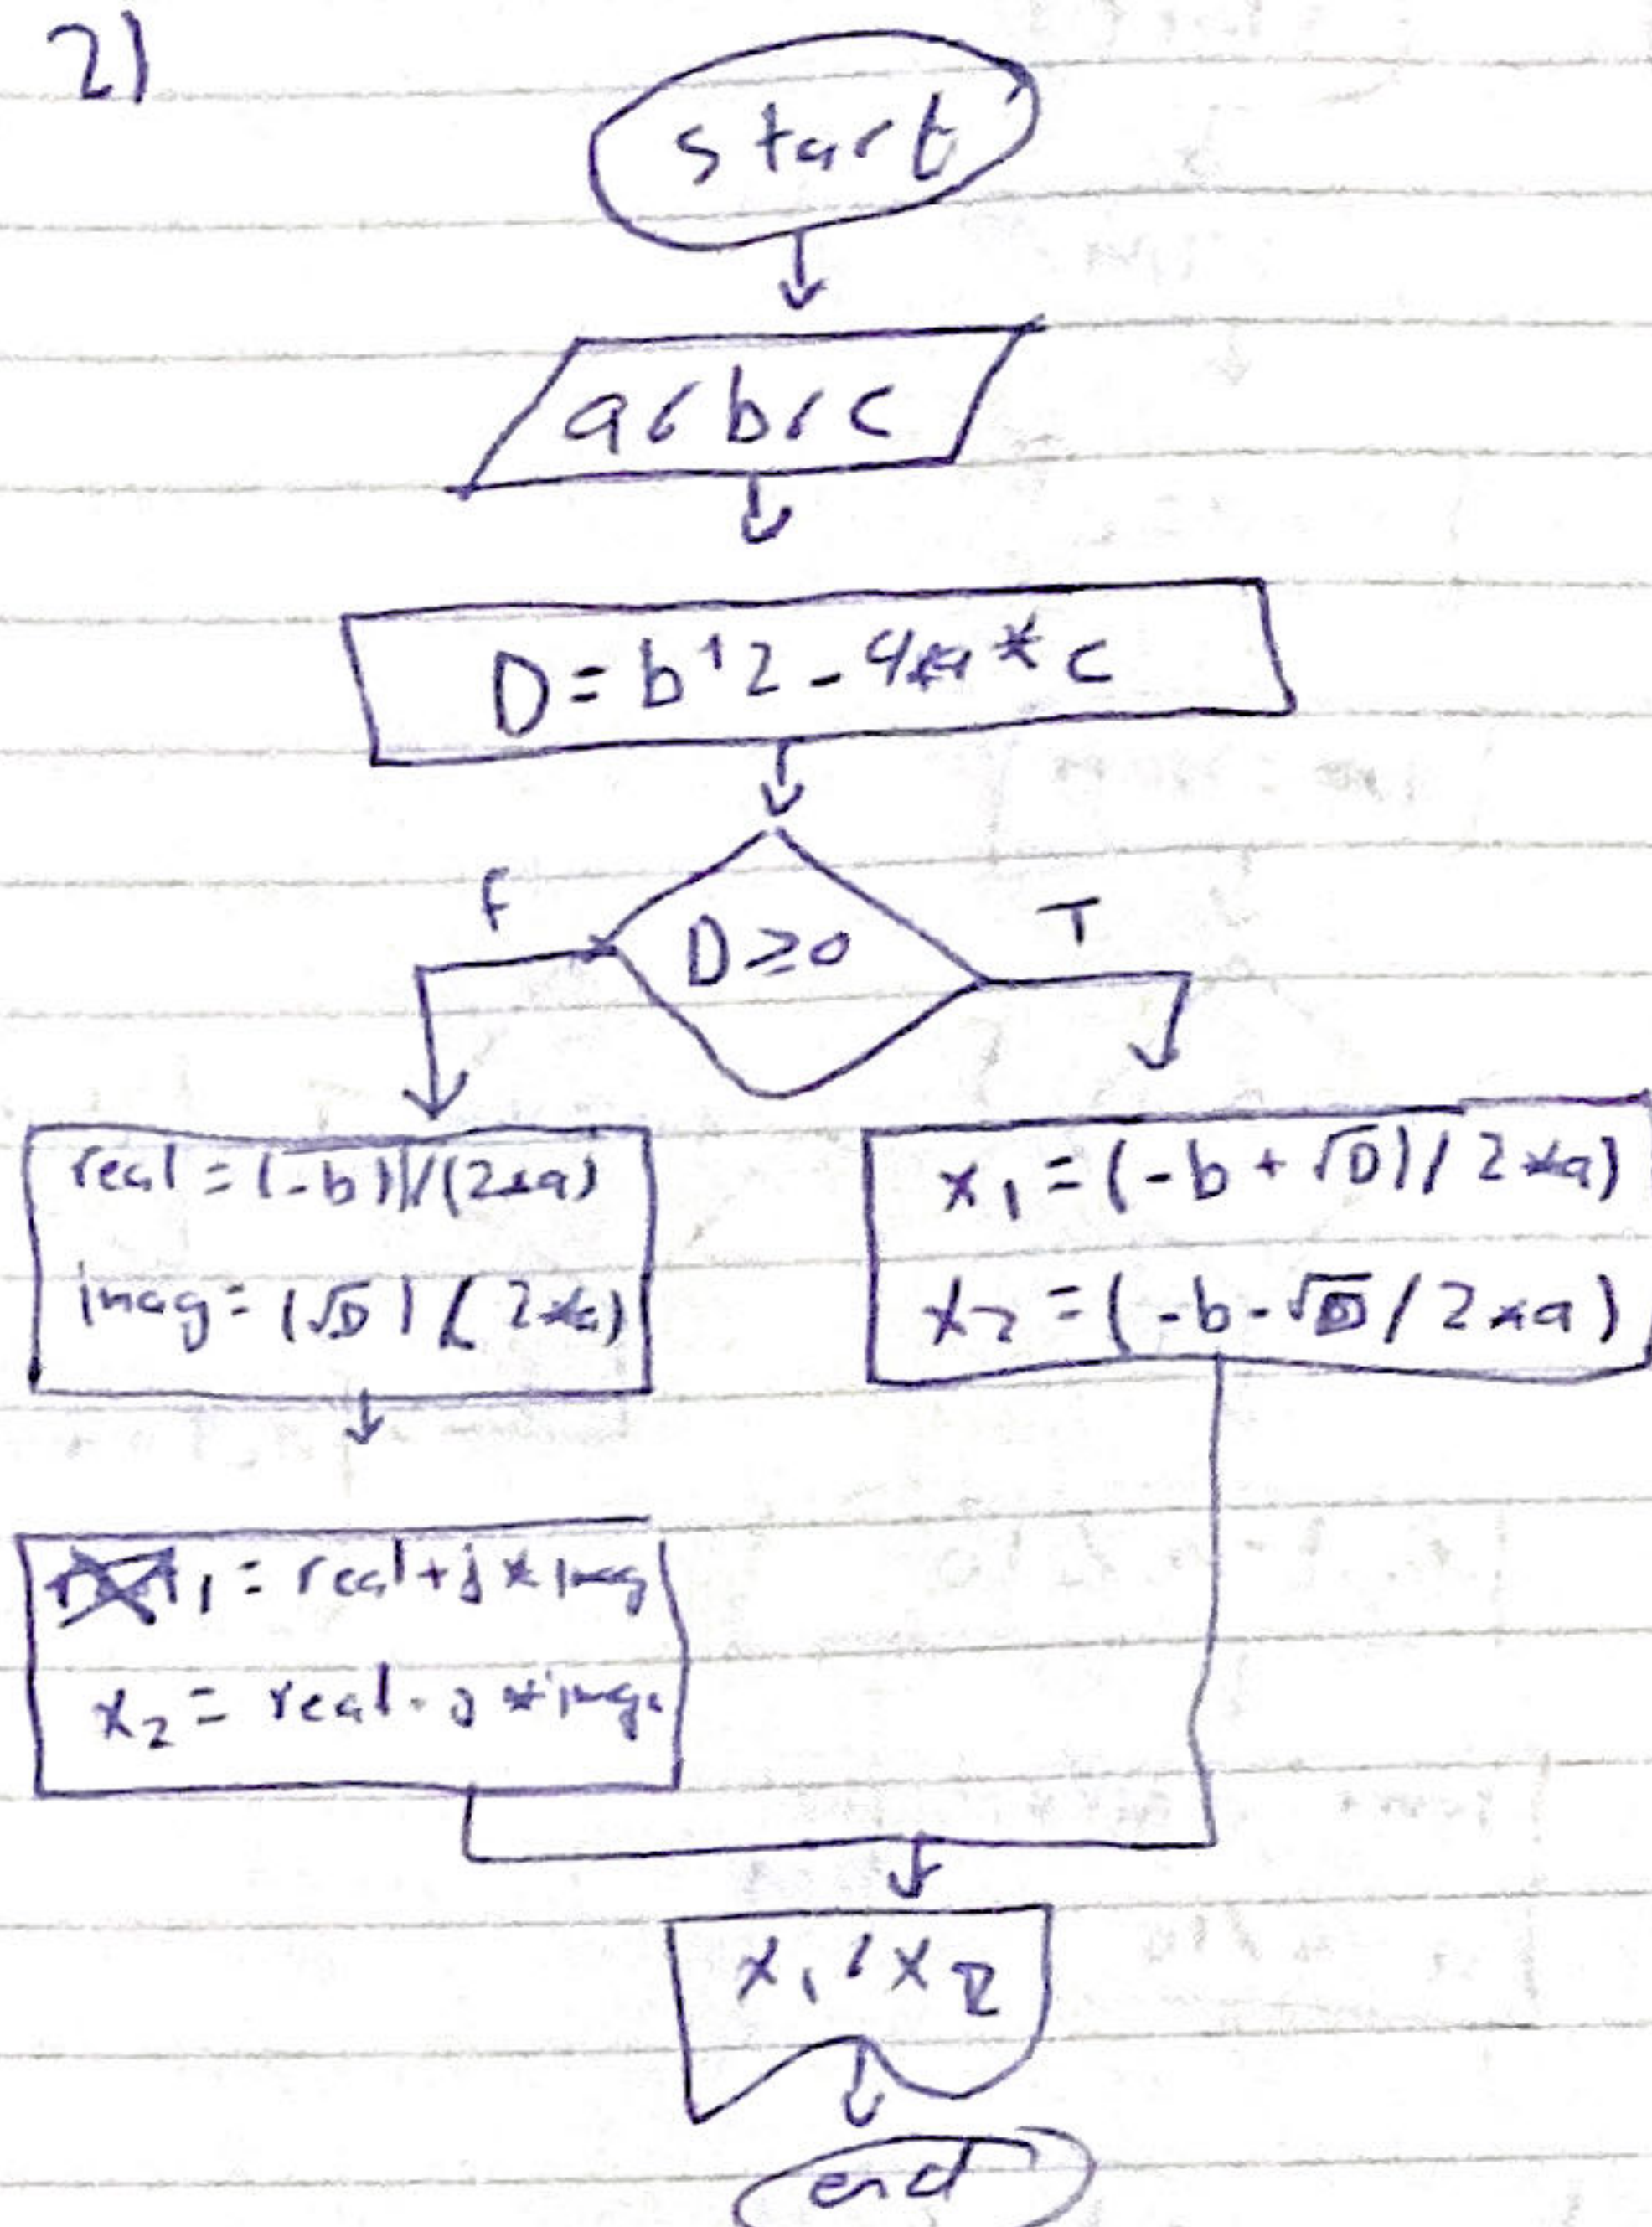 2)
start
a، b، c
D = b↑2 - 4*a * c
F
D ≥ 0
T
real = (-b)/(2*a)
imag = (√D) / (2*a)
x₁ = (-b + √D) / 2*a)
x₂ = (-b - √D / 2*a)
₁ = real + j * imag
x₂ = real - j * imag.
x₁ ، x₂
end